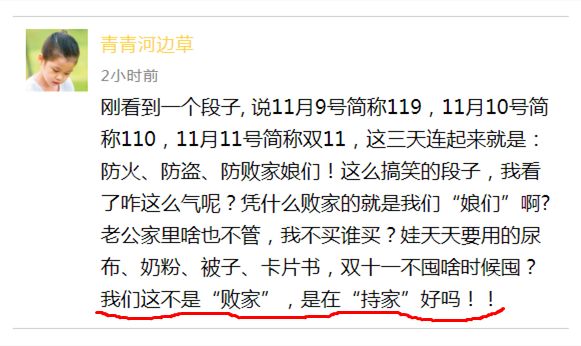 青青河边草
2小时前
刚看到一个段子, 说11月9号简称119，11月10号简
称110，11月11号简称双11，这三天连起来就是：
防火、防盗、防败家娘们！这么搞笑的段子，我看
了咋这么气呢？凭什么败家的就是我们“娘们”啊?
老公家里啥也不管，我不买谁买？娃天天要用的尿
布、奶粉、被子、卡片书，双十一不囤啥时候囤？
我们这不是“败家”，是在“持家”好吗！！